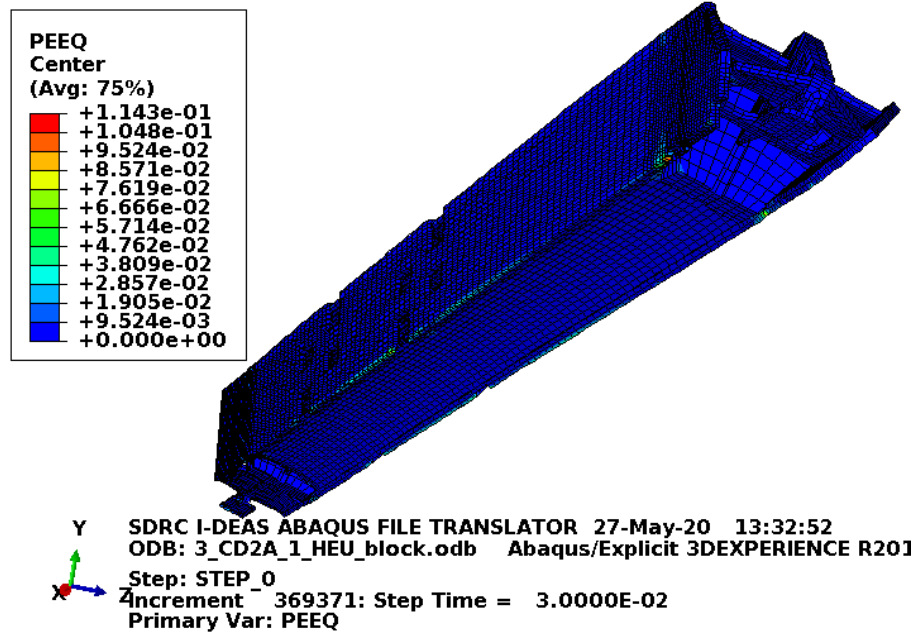 PEEQ
Center
(Avg: 75%)
+1.143e-01
+1.048e-01
+9.524e-02
+8.571e-02
+7.619e-02
+6.666e-02
+5.714e-02
+4.762e-02
+3.809e-02
+2.857e-02
+1.905e-02
+9.524e-03
+0.000e+00
Y
X
Z
SDRC I-DEAS ABAQUS FILE TRANSLATOR 27-May-20 13:32:52
ODB: 3_CD2A_1_HEU_block.odb Abaqus/Explicit 3DEXPERIENCE R201
Step: STEP_0
Increment 369371: Step Time = 3.0000E-02
Primary Var: PEEQ